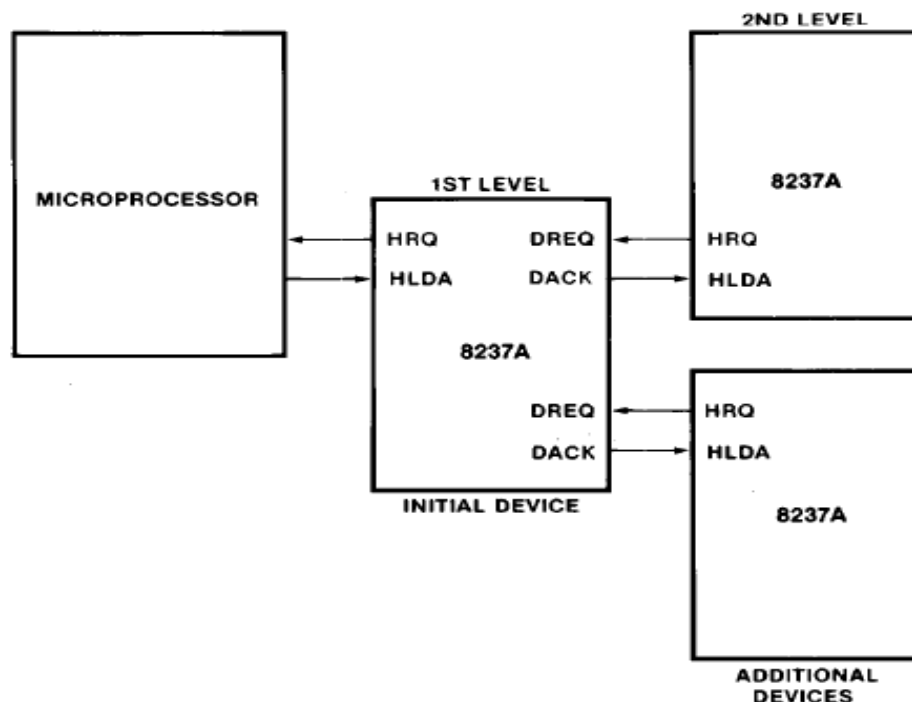 2ND LEVEL
MICROPROCESSOR
1ST LEVEL
8237A
HRQ
DREQ
HRQ
HLDA
DACK
HLDA
8237A
DREQ
HRQ
DACK
HLDA
INITIAL DEVICE
8237A
ADDITIONAL
DEVICES